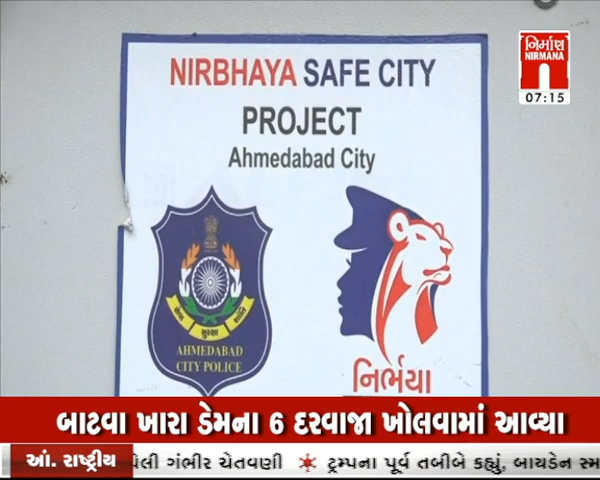 નિર્માણ
NIRMANA
07:15
NIRBHAYA SAFE CITY
PROJECT
Ahmedabad City
સેવા સુરક્ષા શાંતિ
AHMEDABAD
CITY POLICE
નિર્ભયા
બાટવા ખારા ડેમના 6 દરવાજા ખોલવામાં આવ્યા
આં. રાષ્ટ્રીય
ગંભીર ચેતવણી ટ્રમ્પના પૂર્વ તબીબે કહ્યું, બાયડેન